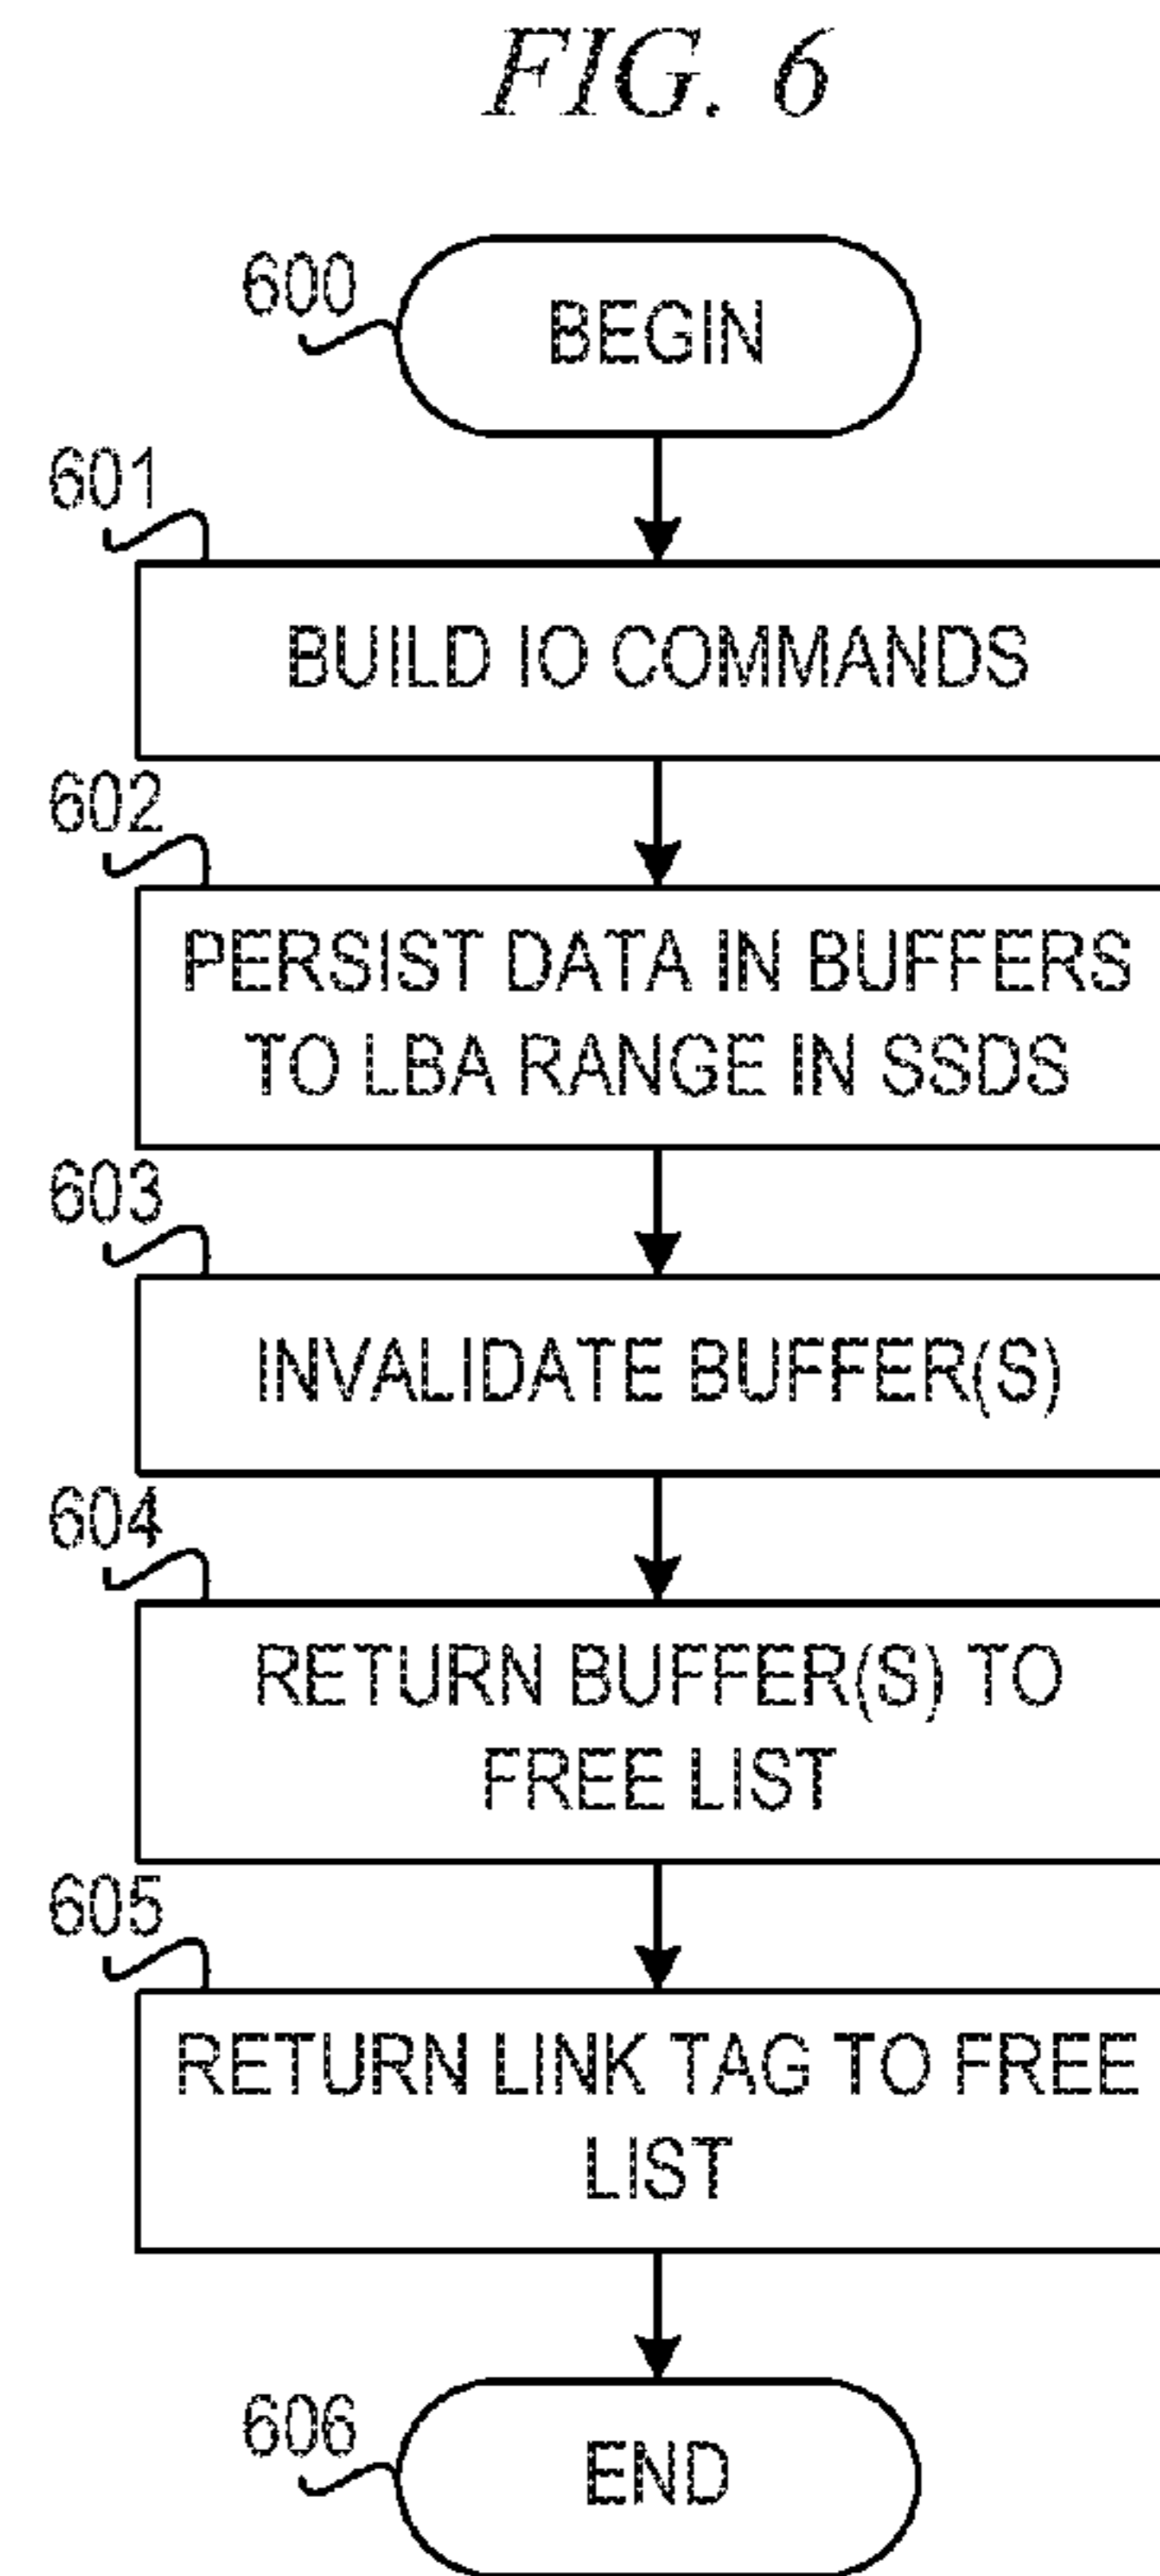 FIG. 6
600
BEGIN
601
BUILD IO COMMANDS
602
PERSIST DATA IN BUFFERS
TO LBA RANGE IN SSDS
603
INVALIDATE BUFFER(S)
604
RETURN BUFFER(S) TO
FREE LIST
605
RETURN LINK TAG TO FREE
LIST
606
END